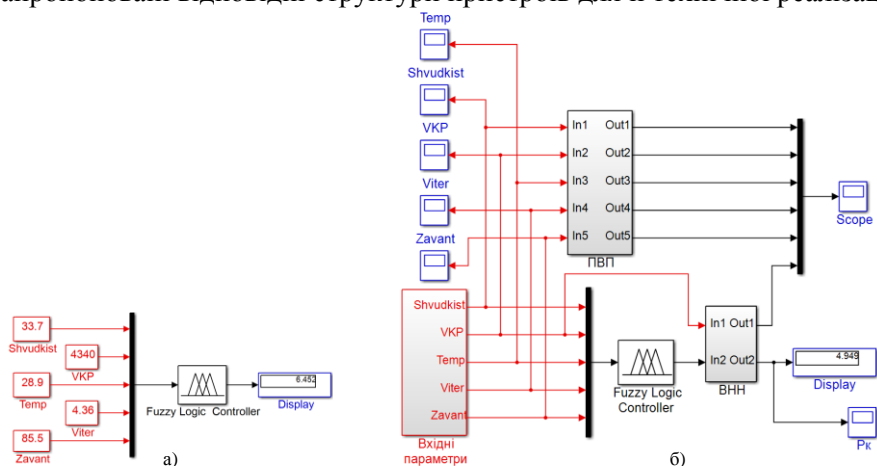 апропоновані відповідні структури пристроїв для її технічної реалізац
Temp
Shvudkist
VKP
Viter
Zavant
In1 Out1
In2 Out2
In3 Out3
In4 Out4
In5 Out5
ПВП
Scope
Shvudkist
VKP
Temp
Viter
Zavant
Вхідні
параметри
Fuzzy Logic
Controller
In1 Out1
In2 Out2
ВНН
4.949
Display
Рк
б)
33.7
Shvudkist
4340
VKP
28.9
Temp
4.36
Viter
85.5
Zavant
Fuzzy Logic Controller
6.452
Display
а)